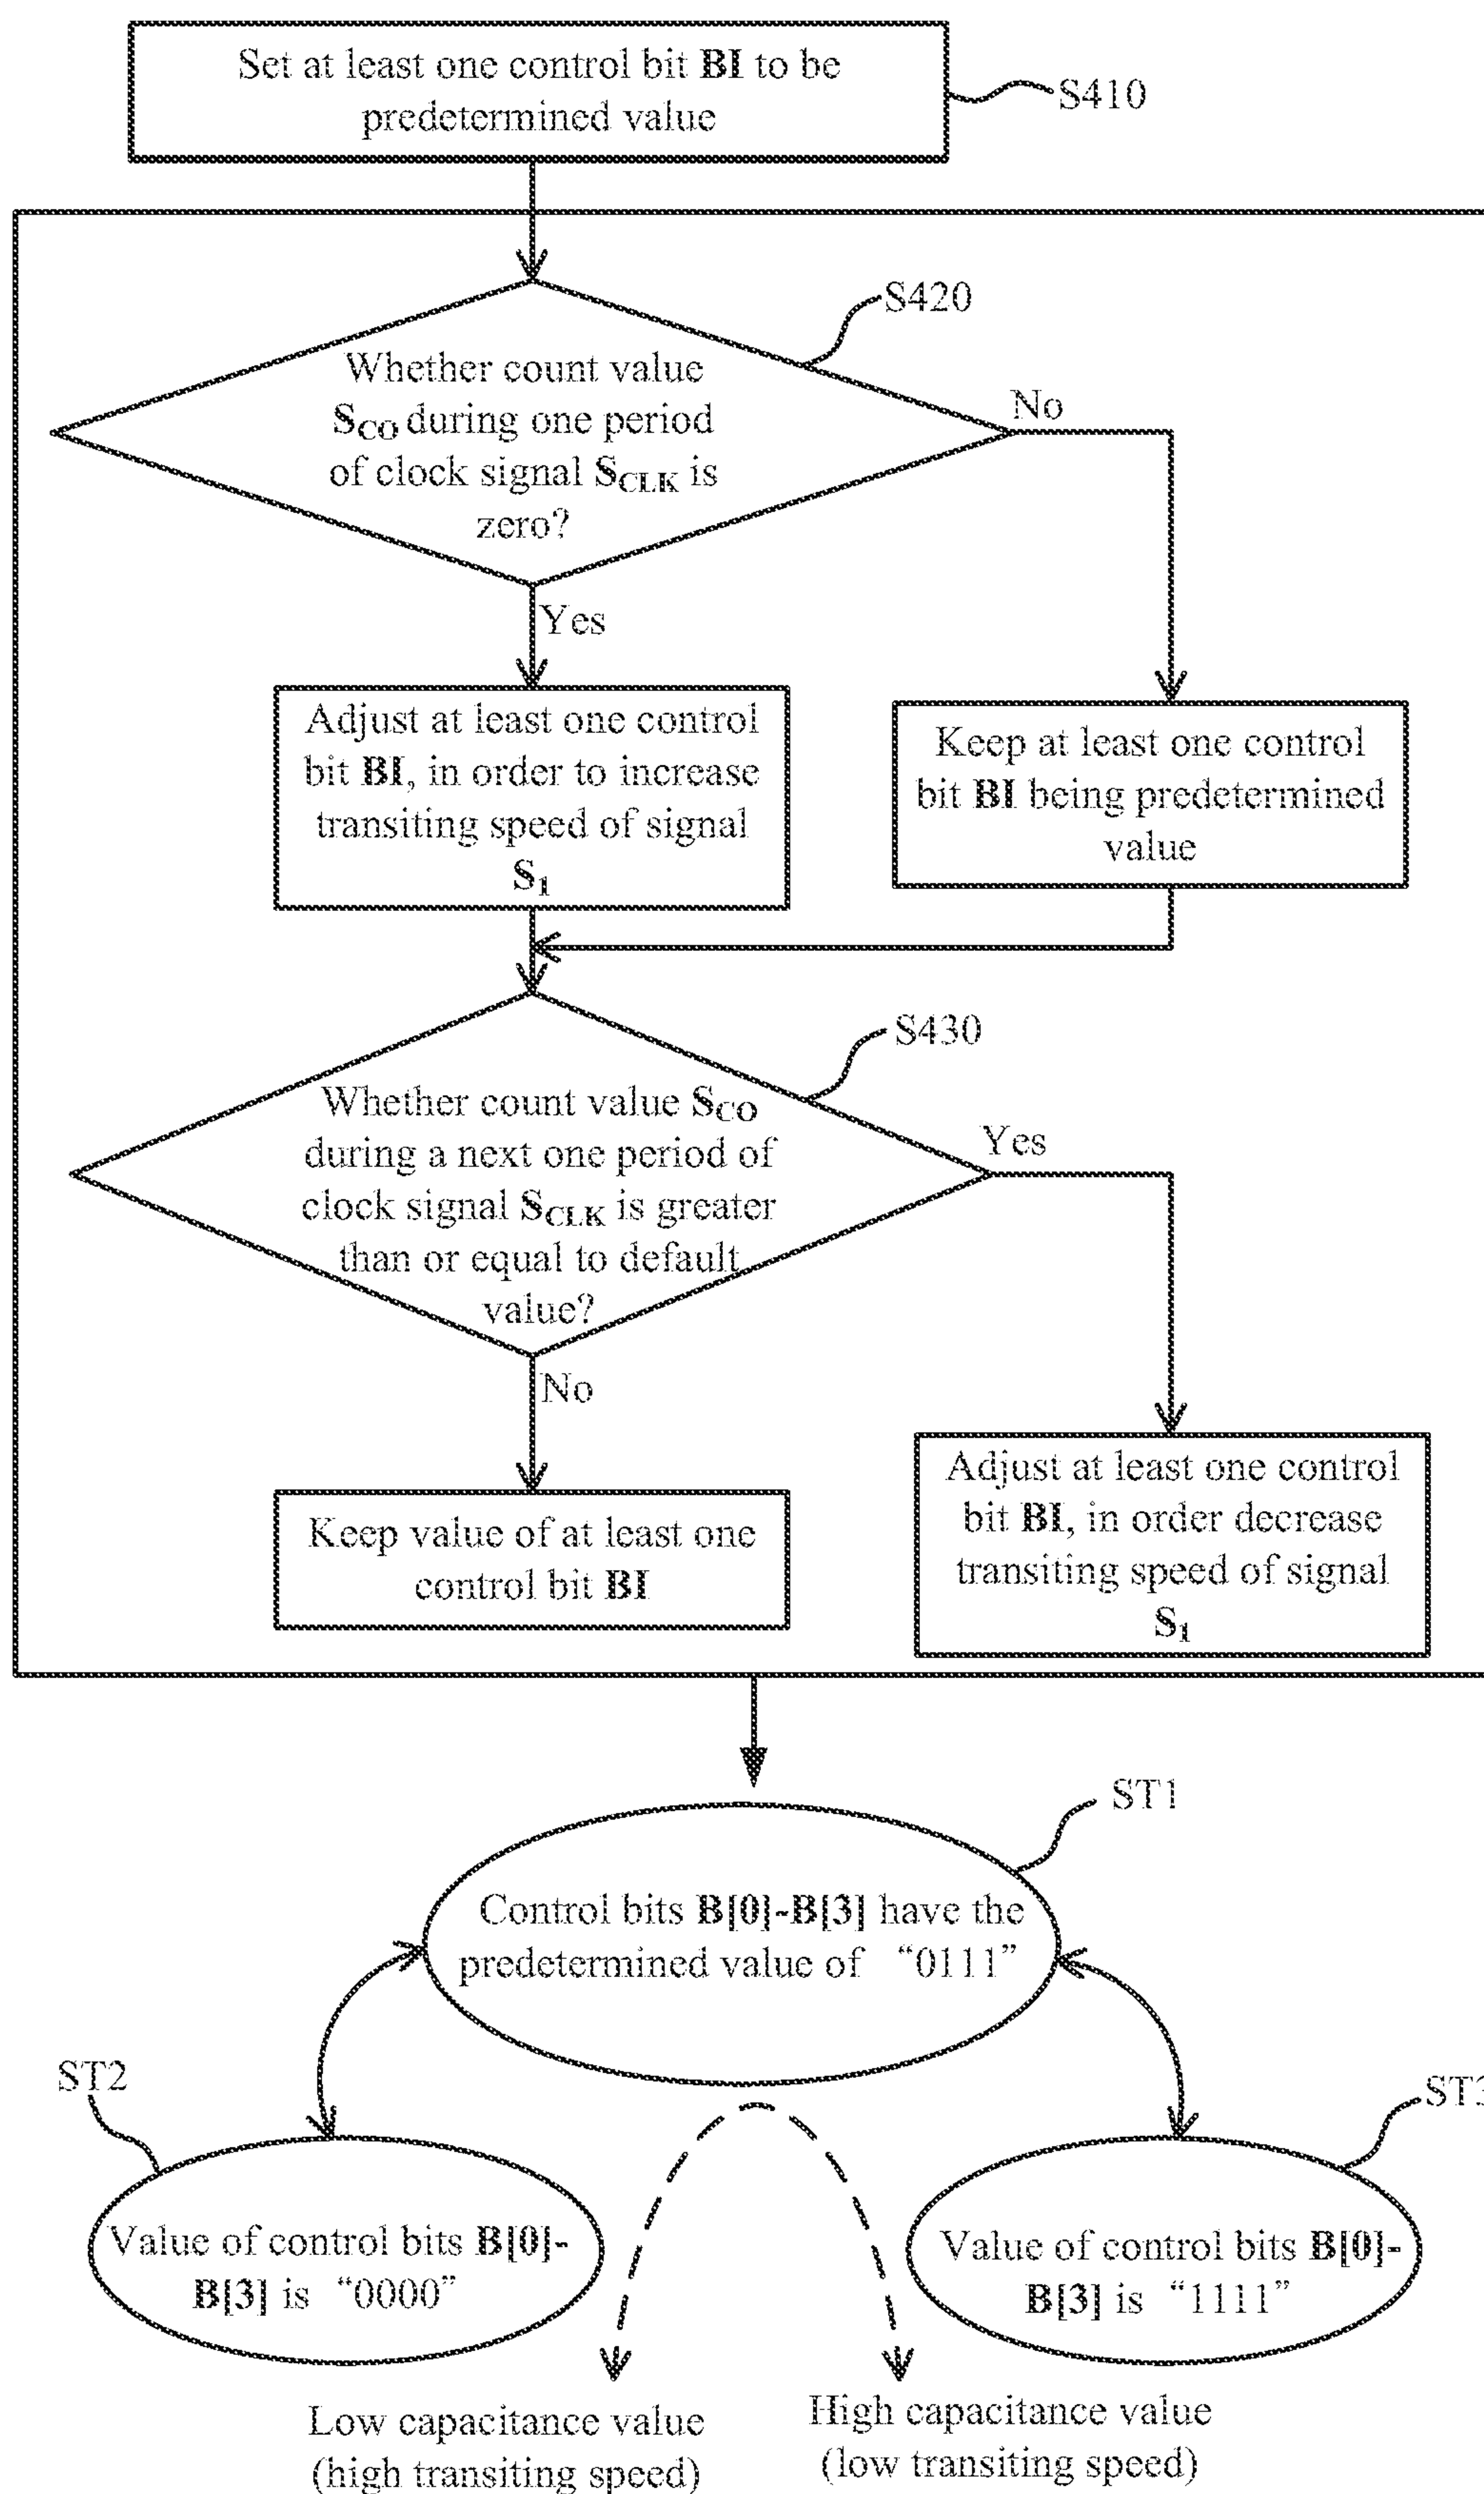 Set at least one control bit BI to be
predetermined value
S410
S420
Whether count value
SCO during one period
of clock signal SCLK is
zero?
No
Yes
Adjust at least one control
bit BI, in order to increase
transiting speed of signal
S1
Keep at least one control
bit BI being predetermined
value
S430
Whether count value SCO
during a next one period of
clock signal SCLK is greater
than or equal to default
value?
Yes
No
Keep value of at least one
control bit BI
Adjust at least one control
bit BI, in order decrease
transiting speed of signal
S1
ST1
Control bits B[0]-B[3] have the
predetermined value of “0111”
ST2
ST3
Value of control bits B[0]-
B[3] is “0000”
Value of control bits B[0]-
B[3] is “1111”
Low capacitance value
(high transiting speed)
High capacitance value
(low transiting speed)